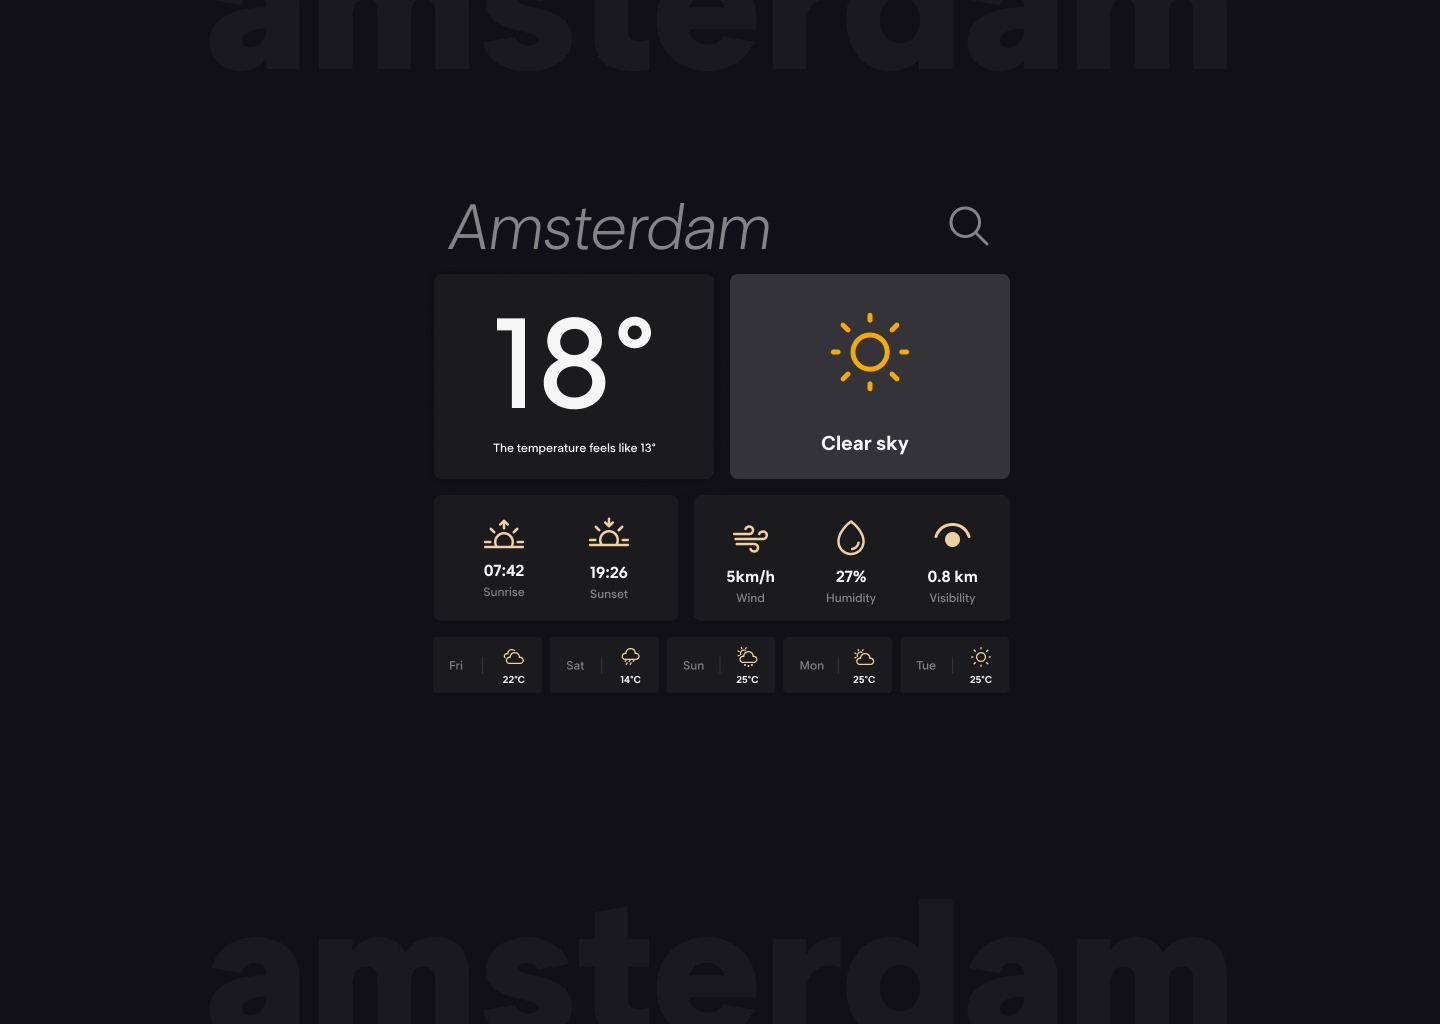 amsterdam
Amsterdam
18°
The temperature feels like 13°
Clear sky
07:42
Sunrise
19:26
Sunset
5km/h
Wind
27%
Humidity
0.8 km
Visibility
Fri
22°C
Sat
14°C
Sun
25°C
Mon
25°C
Tue
25°C
amsterdam